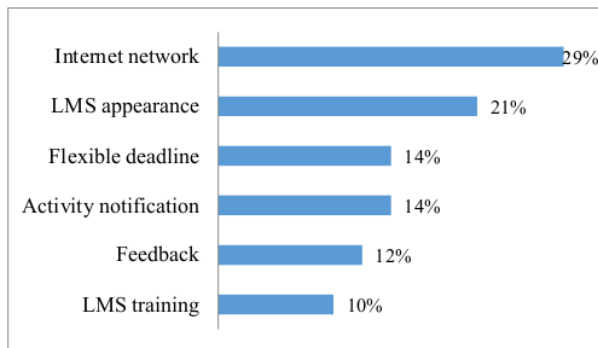 Internet network 29%
LMS appearance 21%
Flexible deadline 14%
Activity notification 14%
Feedback 12%
LMS training 10%